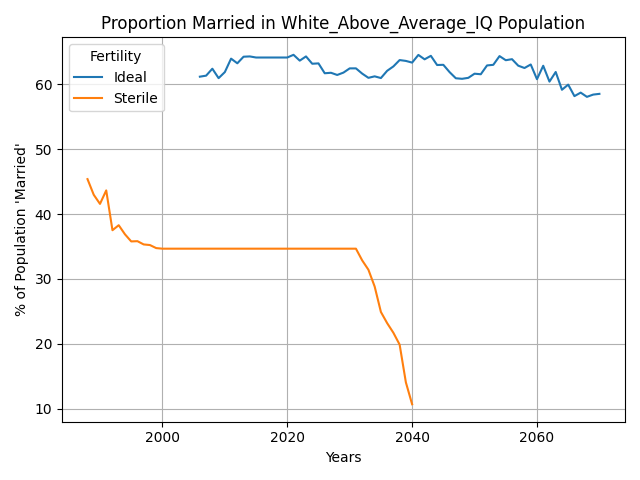 Proportion Married in White_Above_Average_IQ Population
Fertility
Ideal
Sterile
% of Population 'Married'
60
50
40
30
20
10
2000 2020 2040 2060
Years